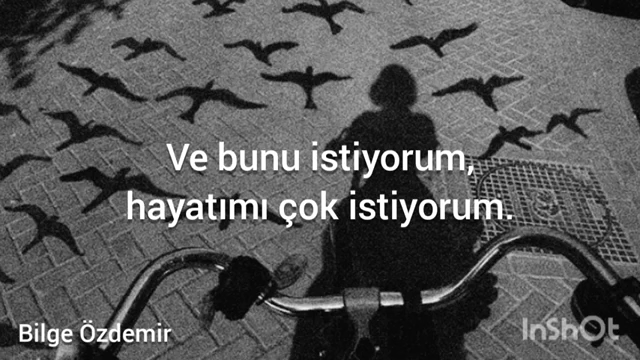 Ve bunu istiyorum,
hayatımı çok istiyorum.
Bilge Özdemir
InShOt